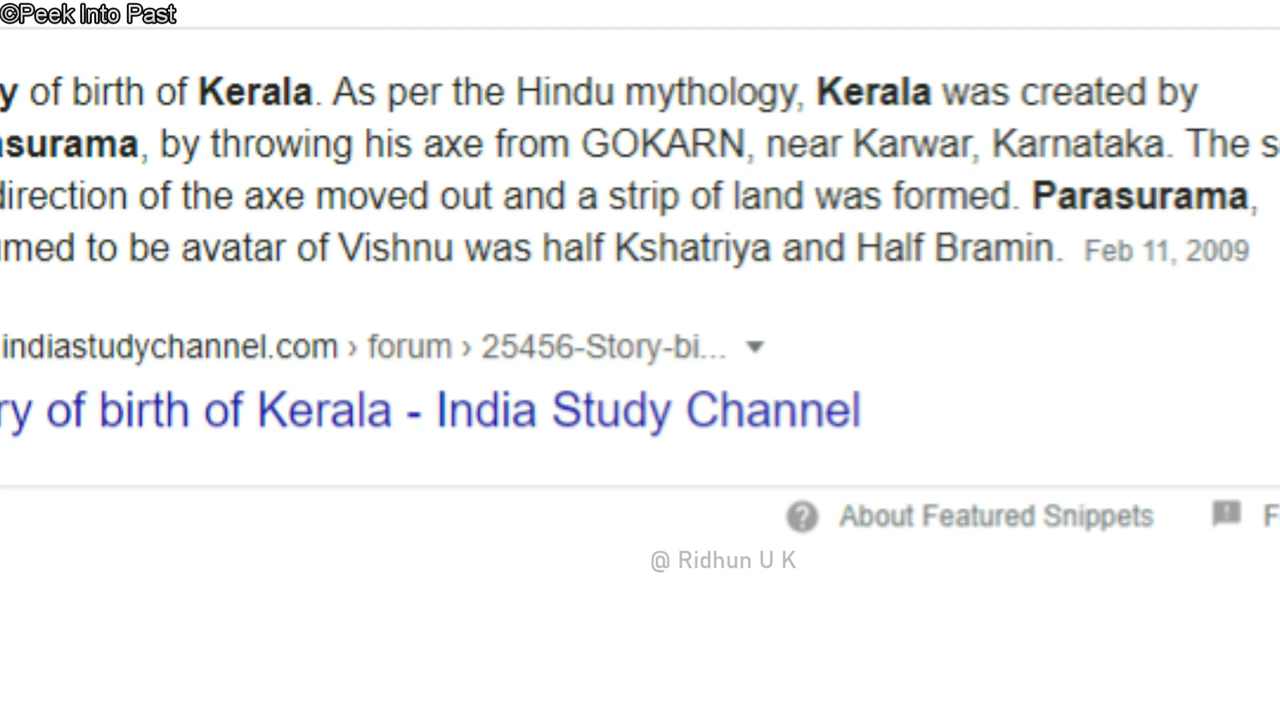 ©Peek Into Past
y of birth of Kerala. As per the Hindu mythology, Kerala was created by
asurama, by throwing his axe from GOKARN, near Karwar, Karnataka. The s
direction of the axe moved out and a strip of land was formed. Parasurama,
umed to be avatar of Vishnu was half Kshatriya and Half Bramin. Feb 11, 2009
indiastudychannel.com › forum › 25456-Story-bi...
ry of birth of Kerala - India Study Channel
About Featured Snippets F
@ Ridhun U K